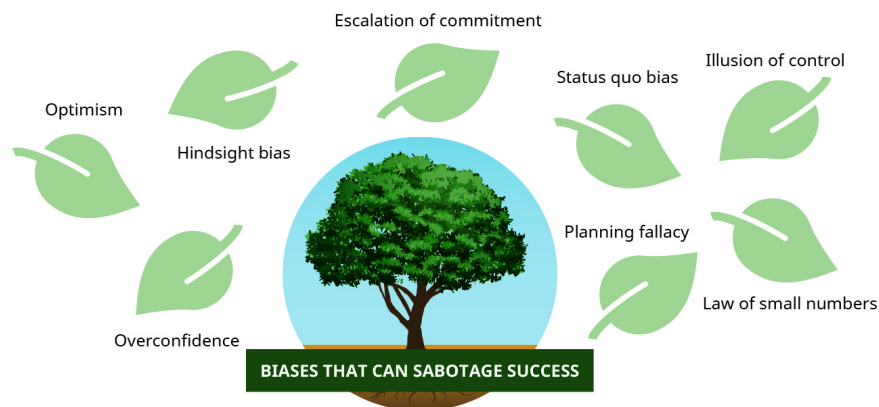 Escalation of commitment
Illusion of control
Status quo bias
Optimism
Hindsight bias
Planning fallacy
Law of small numbers
Overconfidence
BIASES THAT CAN SABOTAGE SUCCESS